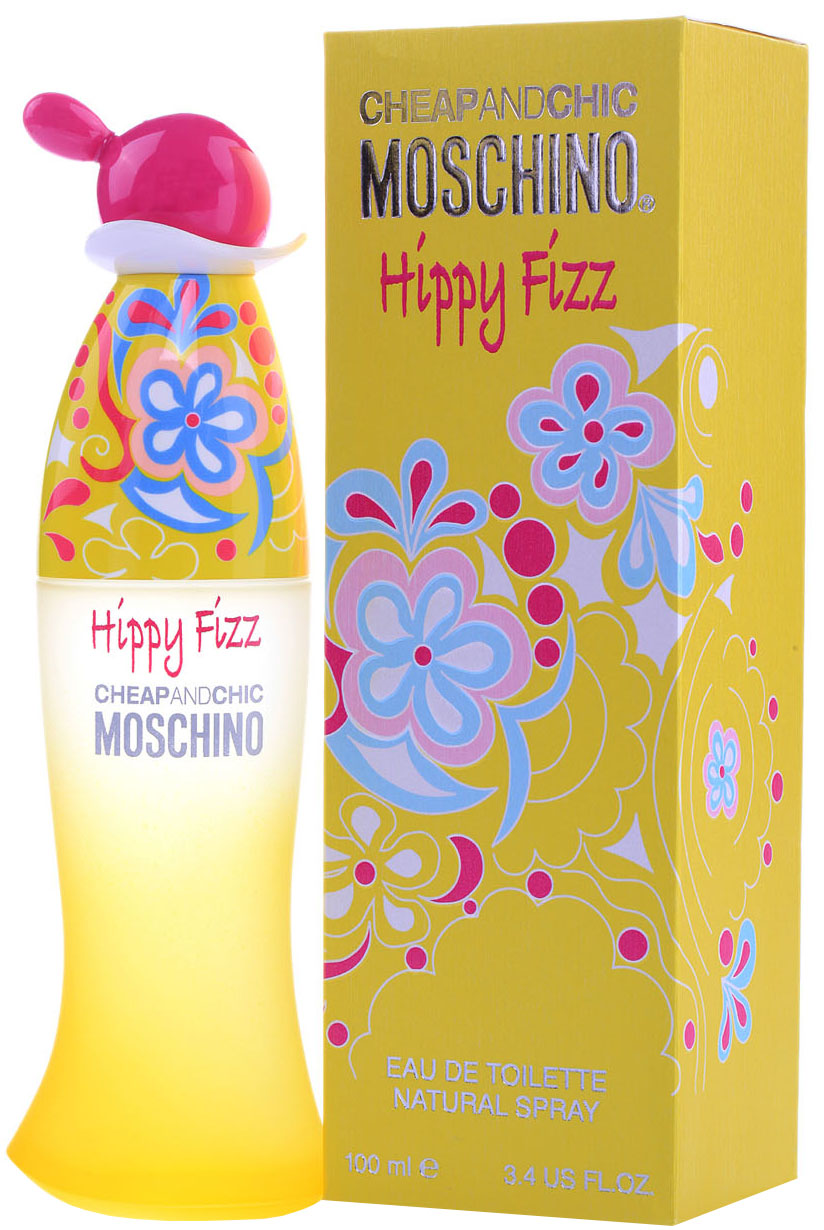 CHEAPANDCHIC
MOSCHINO®
Hippy Fizz
EAU DE TOILETTE
NATURAL SPRAY
100 ml ℮
3.4 US FL.OZ.
Hippy Fizz
CHEAPANDCHIC
MOSCHINO